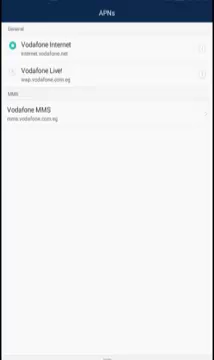 APNs
General
Vodafone Internet
internet.vodafone.net
Vodafone Live!
wap.vodafone.com.eg
MMS
Vodafone MMS
mms.vodafone.com.eg